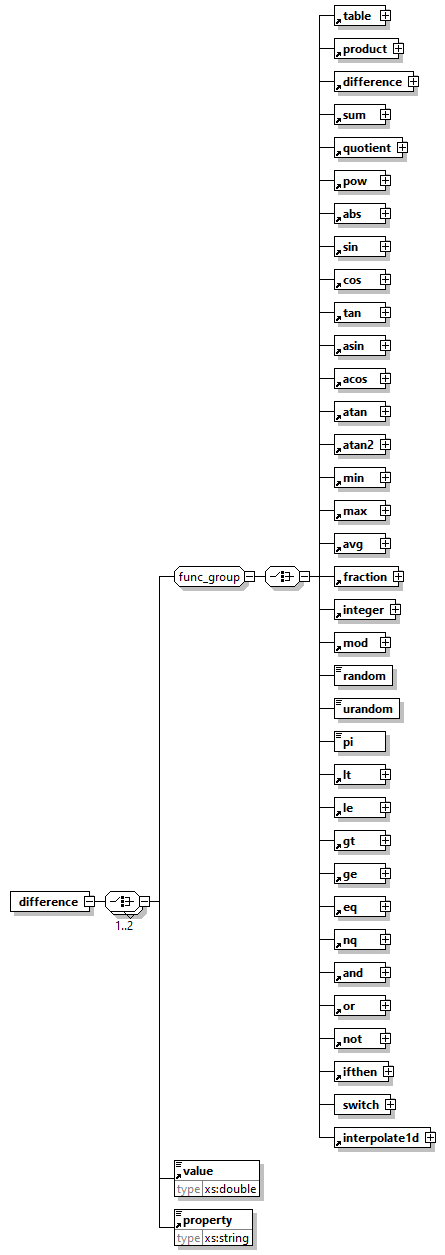 table
product
difference
sum
quotient
pow
abs
sin
cos
tan
asin
acos
atan
atan2
min
max
avg
func_group
fraction
integer
mod
random
urandom
pi
lt
le
gt
ge
difference
1..2
eq
nq
and
or
not
ifthen
switch
interpolate1d
value
type xs:double
property
type xs:string